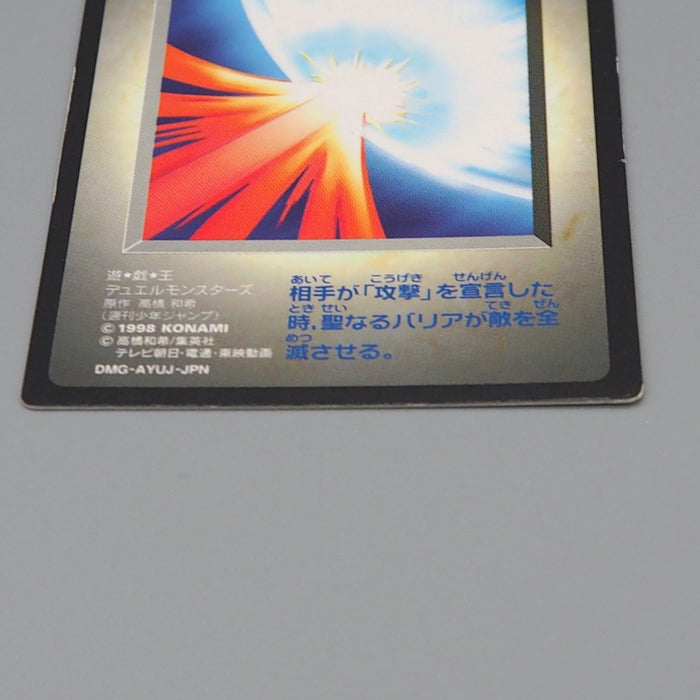 遊★戯★王
デュエルモンスターズ
原作 高橋 和希
(週刊少年ジャンプ)
© 1998 KONAMI
© 高橋和希/集英社
テレビ朝日・電通・東映動画
DMG-AYUJ-JPN
あいて こうげき せんげん
相手が「攻撃」を宣言した
とき せい てき ぜん
時,聖なるバリアが敵を全
めつ
滅させる。